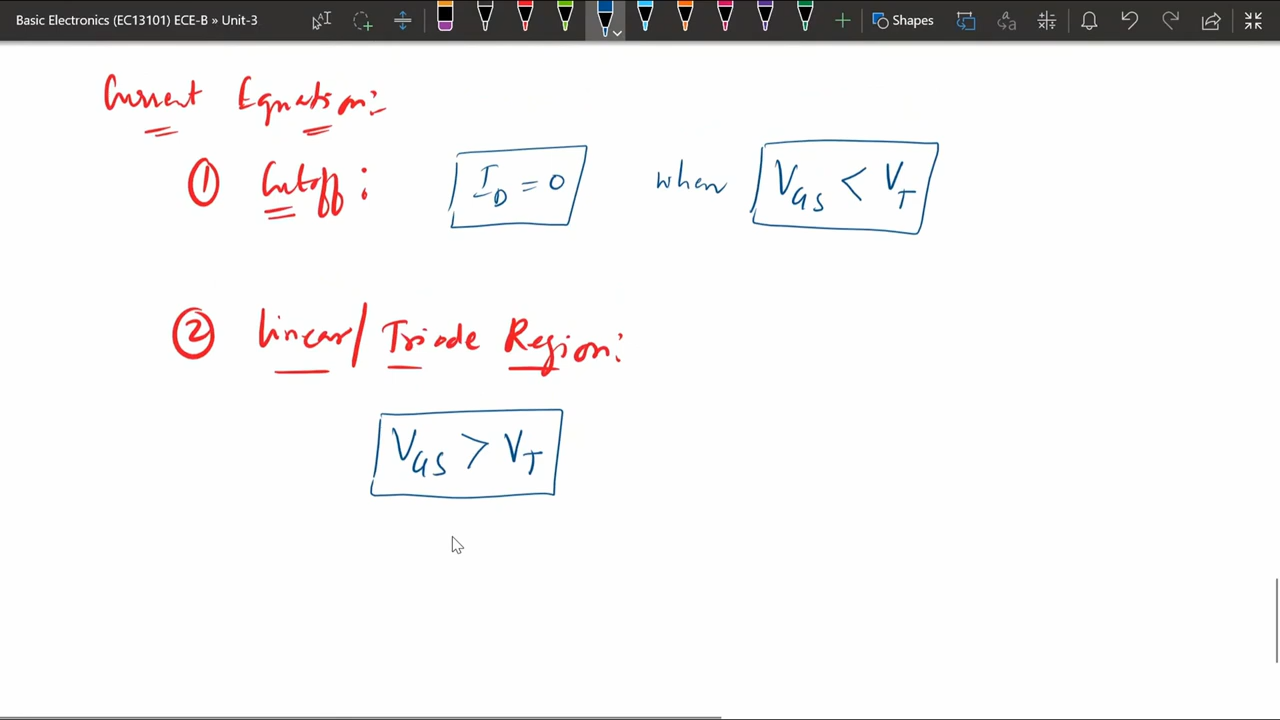 Basic Electronics (EC13101) ECE-B » Unit-3
Shapes
Current Equation:
① Cutoff: I_D = 0 when V_GS < V_T
② Linear/Triode Region:
V_GS > V_T